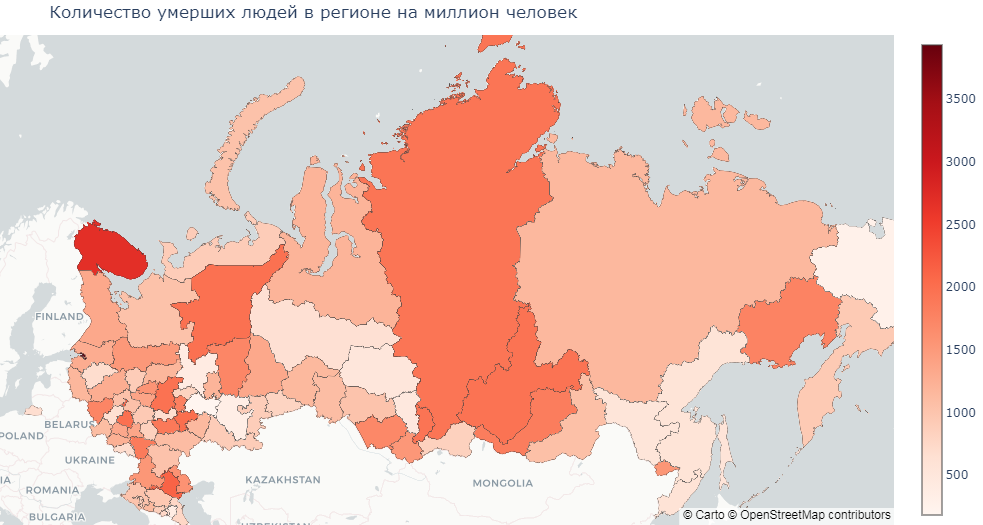 Количество умерших людей в регионе на миллион человек
3500
3000
2500
2000
1500
1000
500
FINLAND
BELARUS
POLAND
UKRAINE
IA
ROMANIA
BULGARIA
KAZAKHSTAN
UZBEKISTAN
MONGOLIA
© Carto © OpenStreetMap contributors